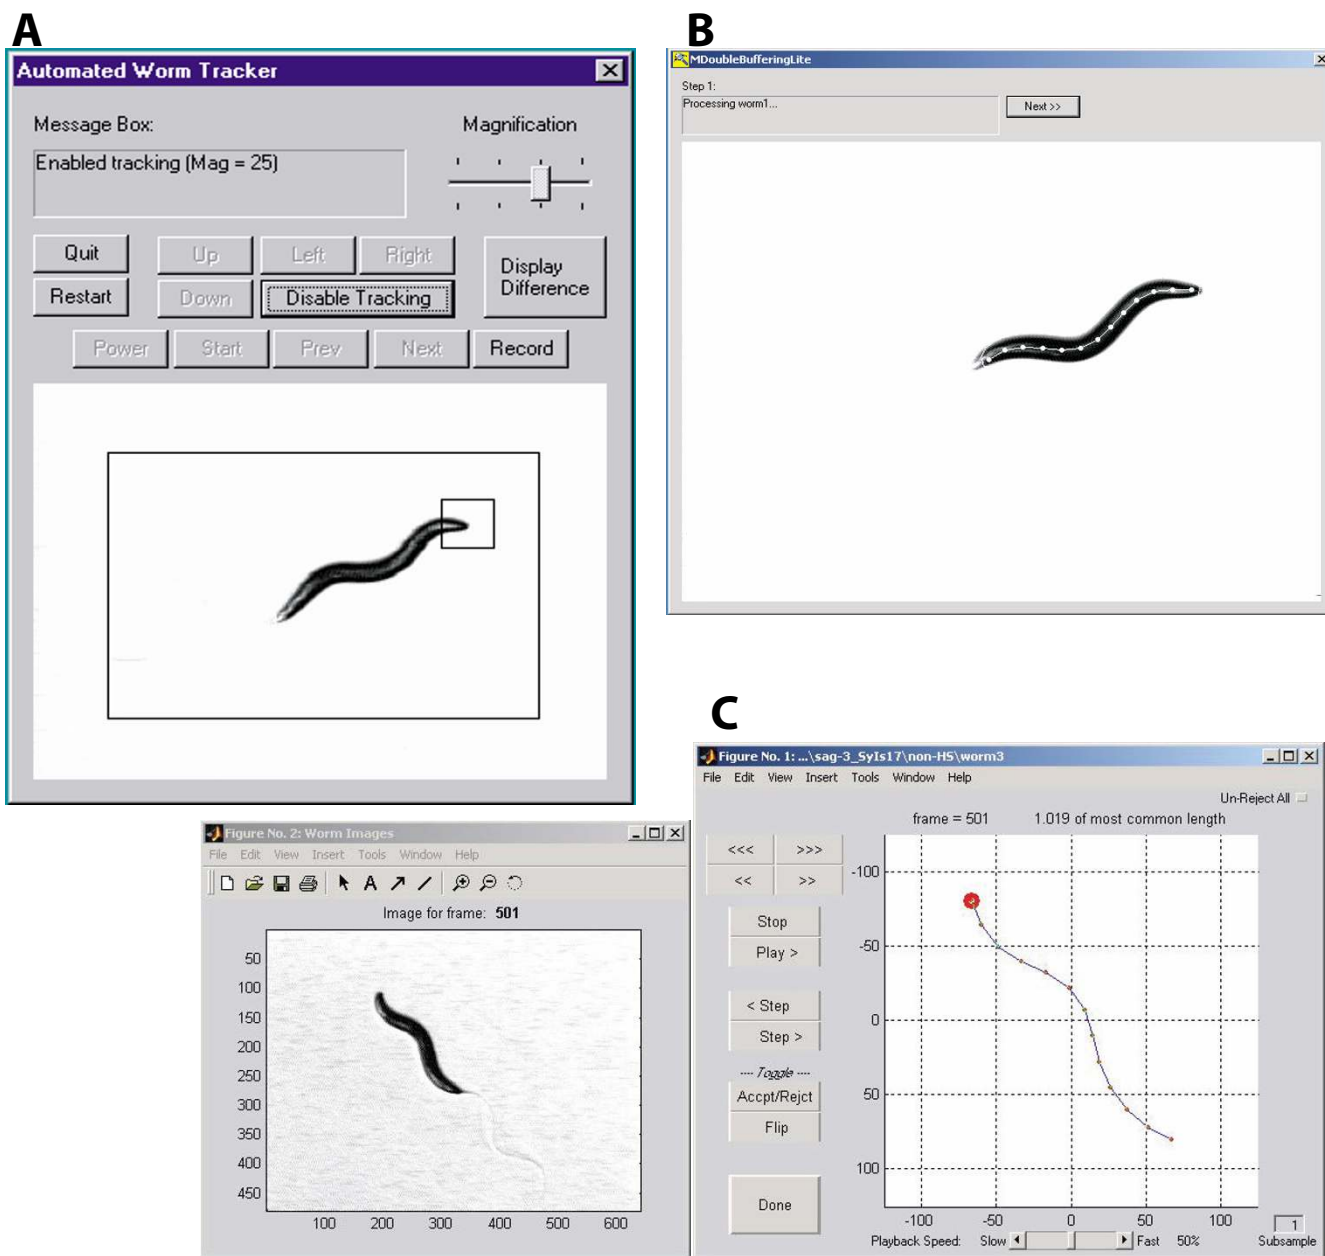 A
Automated Worm Tracker
Message Box:
Magnification
Enabled tracking (Mag = 25)
Quit
Up
Left
Right
Display
Difference
Restart
Down
Disable Tracking
Power
Start
Prev
Next
Record
B
MDoubleBufferingLite
Step 1:
Processing worm1...
Next >>
C
Figure No. 2: Worm Images
File Edit View Insert Tools Window Help
A
Image for frame: 501
50
100
150
200
250
300
350
400
450
100 200 300 400 500 600
Figure No. 1: ...\sag-3_SyIs17\non-HS\worm3
File Edit View Insert Tools Window Help
Un-Reject All
frame = 501 1.019 of most common length
<<< >>>
<< >>
Stop
Play >
< Step
Step >
---- Toggle ----
Accpt/Rejct
Flip
Done
-100
-50
0
50
100
-100 -50 0 50 100
1
Playback Speed: Slow Fast 50% Subsample